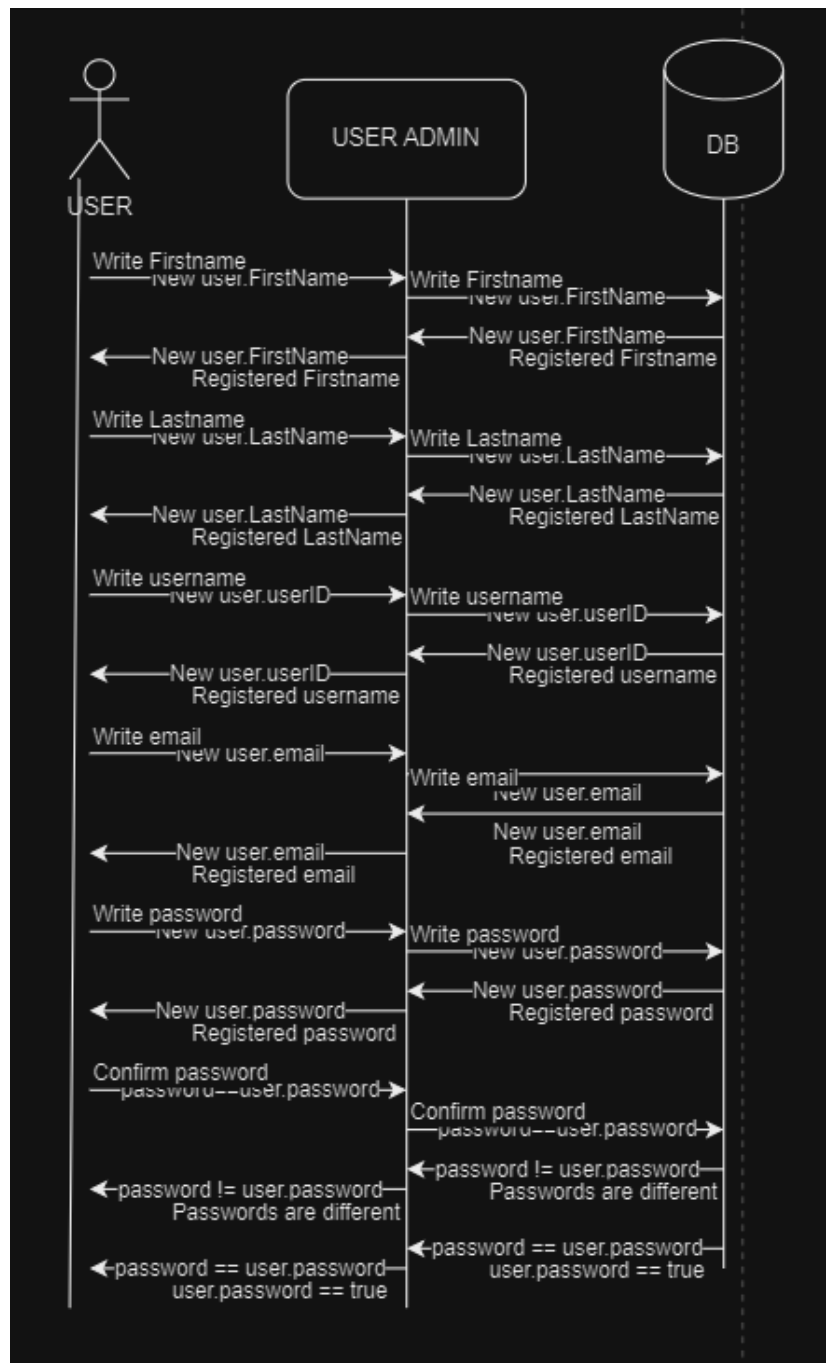 USER ADMIN
DB
USER
Write Firstname
New user.FirstName
Write Firstname
New user.FirstName
New user.FirstName
Registered Firstname
New user.FirstName
Registered Firstname
Write Lastname
New user.LastName
Write Lastname
New user.LastName
New user.LastName
Registered LastName
New user.LastName
Registered LastName
Write username
New user.userID
Write username
New user.userID
New user.userID
Registered username
New user.userID
Registered username
Write email
New user.email
Write email
New user.email
New user.email
Registered email
New user.email
Registered email
Write password
New user.password
Write password
New user.password
New user.password
Registered password
New user.password
Registered password
Confirm password
password==user.password
Confirm password
password==user.password
password != user.password
Passwords are different
password != user.password
Passwords are different
password == user.password
user.password == true
password == user.password
user.password == true